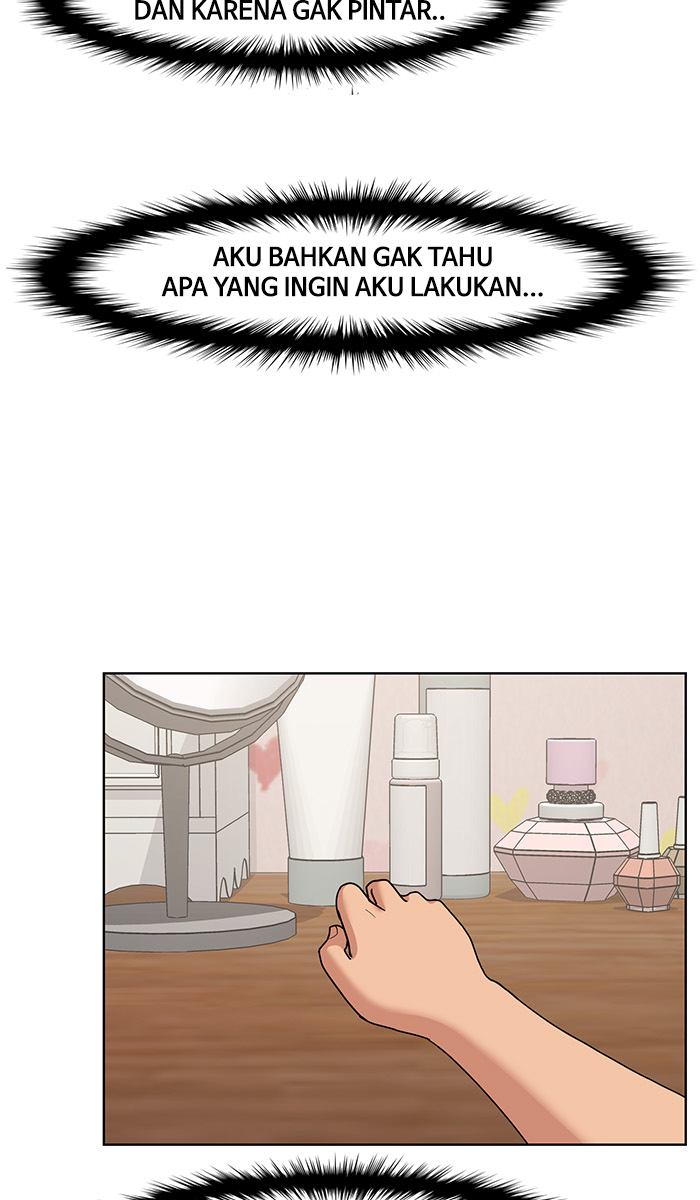 DAN KARENA GAK PINTAR..
AKU BAHKAN GAK TAHU
APA YANG INGIN AKU LAKUKAN...